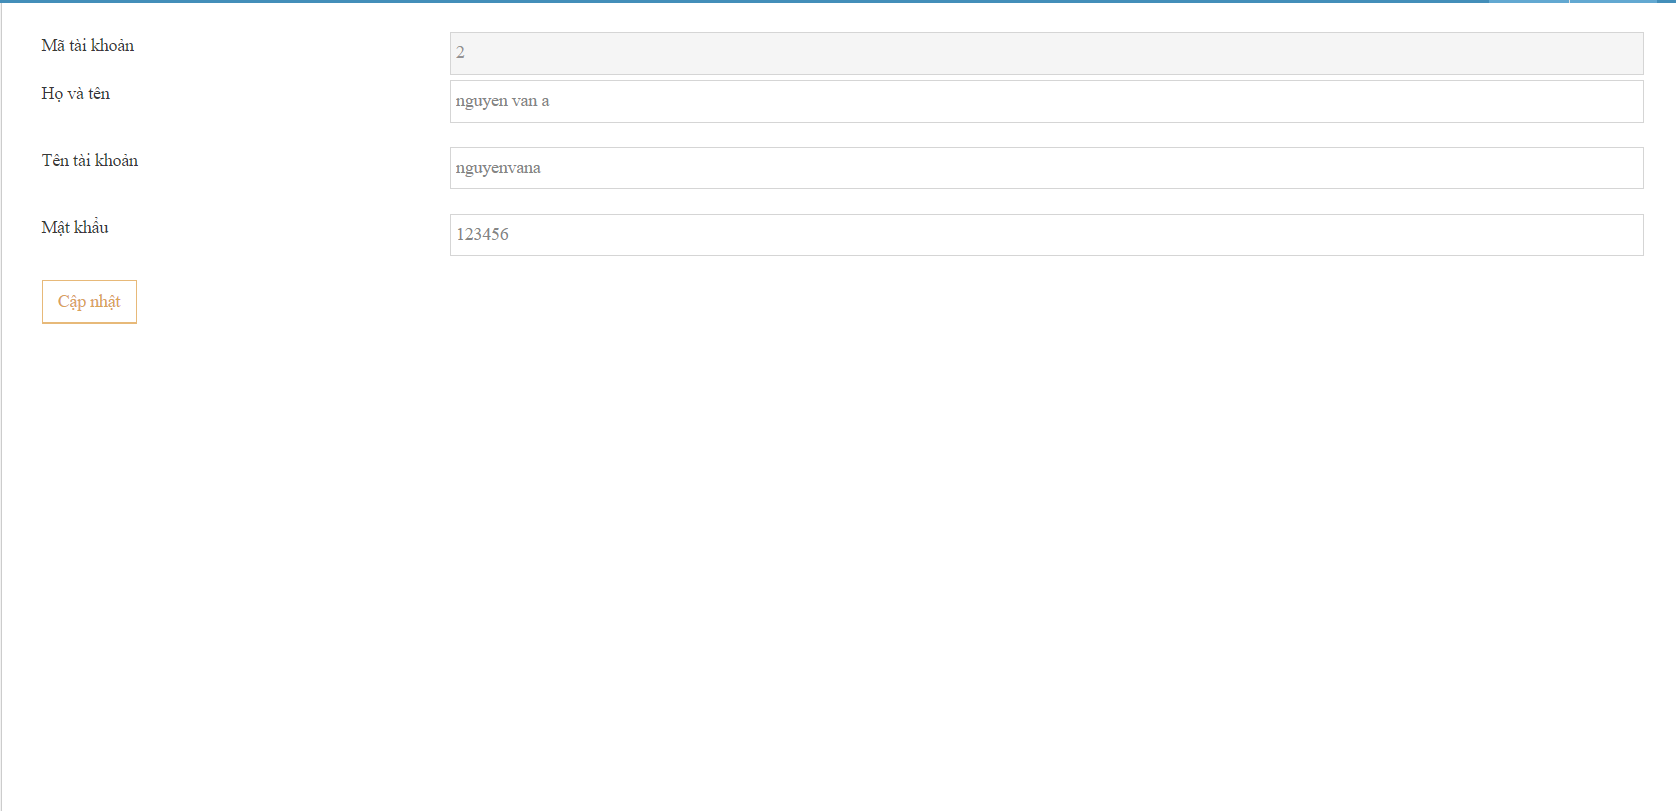 Mã tài khoản
2
Họ và tên
nguyen van a
Tên tài khoản
nguyenvana
Mật khẩu
123456
Cập nhật